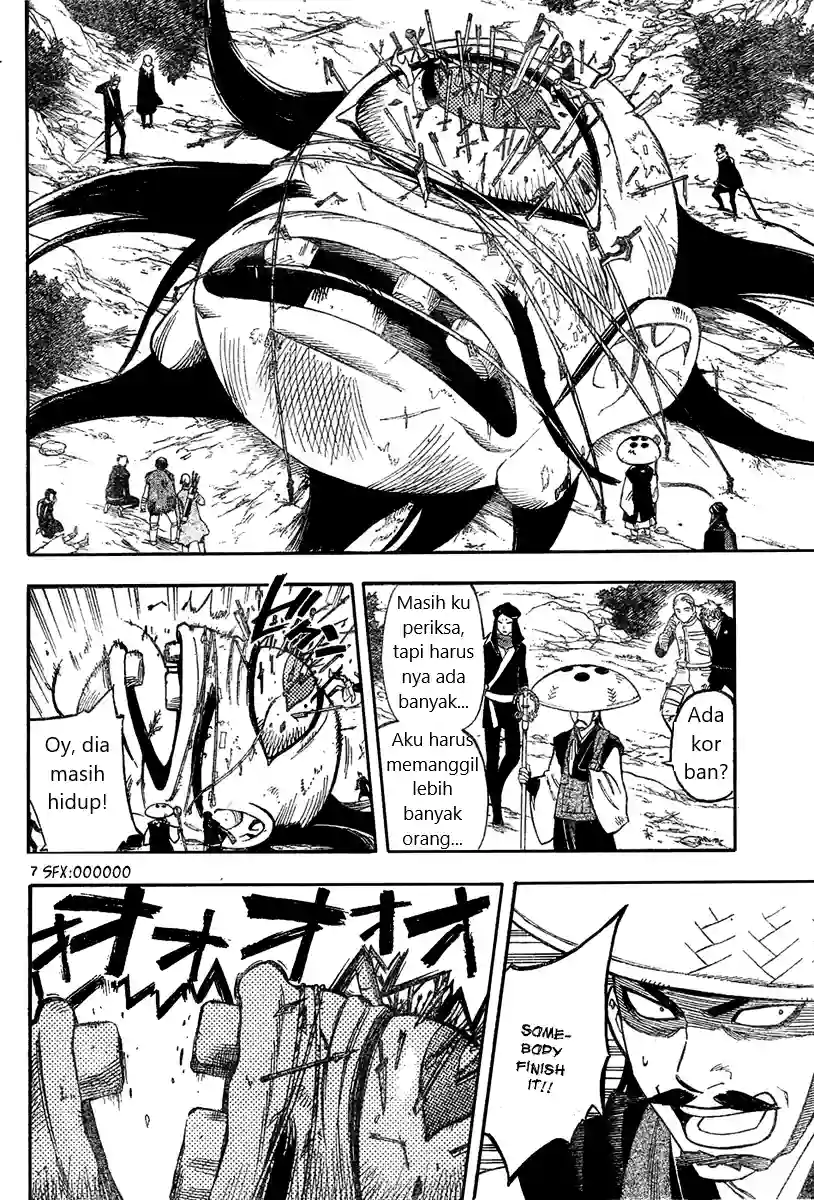 Ada
kor
ban?
Masih ku
periksa,
tapi harus
nya ada
banyak...
Aku harus
memanggil
lebih
banyak
orang...
Oy, dia
masih
hidup!
7 SFX:OOOOOO
SOME-
BODY
FINISH
IT!!
オオオオオオ